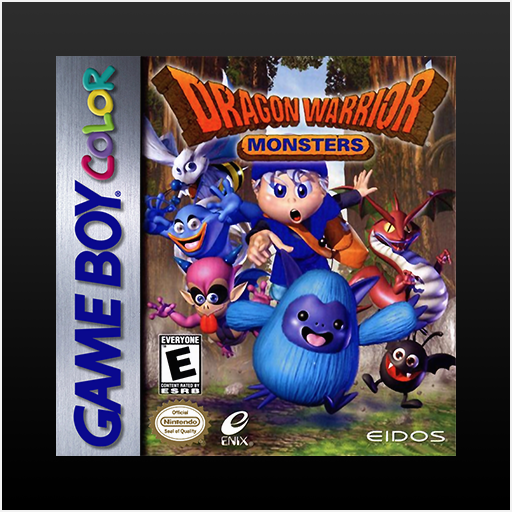 GAME BOY COLOR
DRAGON WARRIOR
MONSTERS
EVERYONE
E
CONTENT RATED BY
ESRB
Official
Nintendo
Seal of Quality
e
ENIX
EIDOS